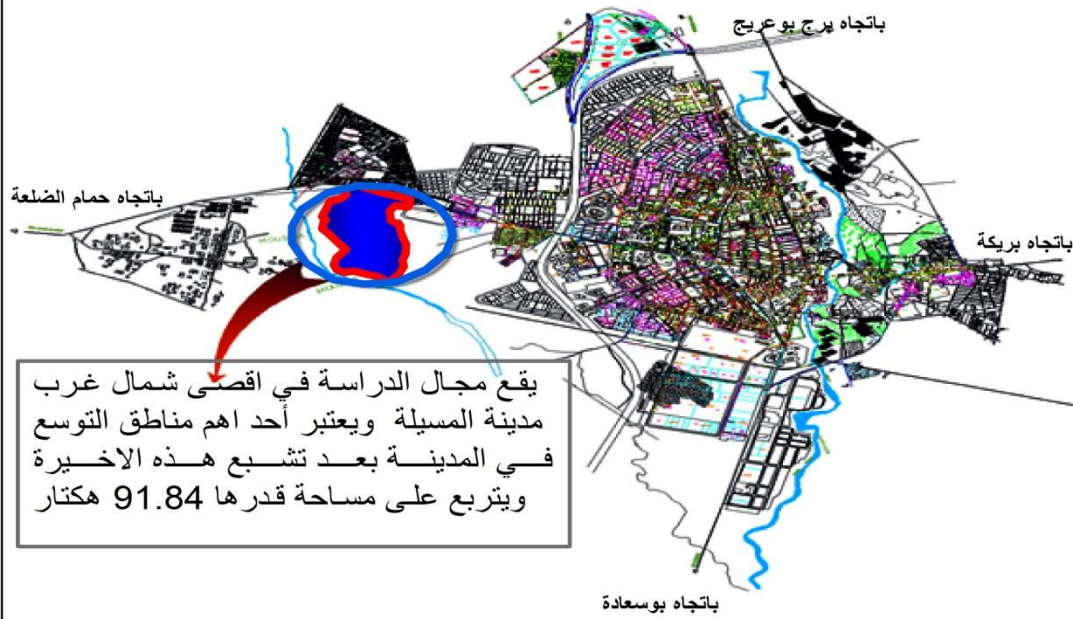 باتجاه برج بوعريج
باتجاه حمام الضلعة
باتجاه بريكة
يقع مجال الدراسة في اقصى شمال غرب
مدينة المسيلة ويعتبر أحد اهم مناطق التوسع
في المدينة بعد تشبع هذه الاخيرة
ويتربع على مساحة قدرها 91.84 هكتار
باتجاه بوسعادة